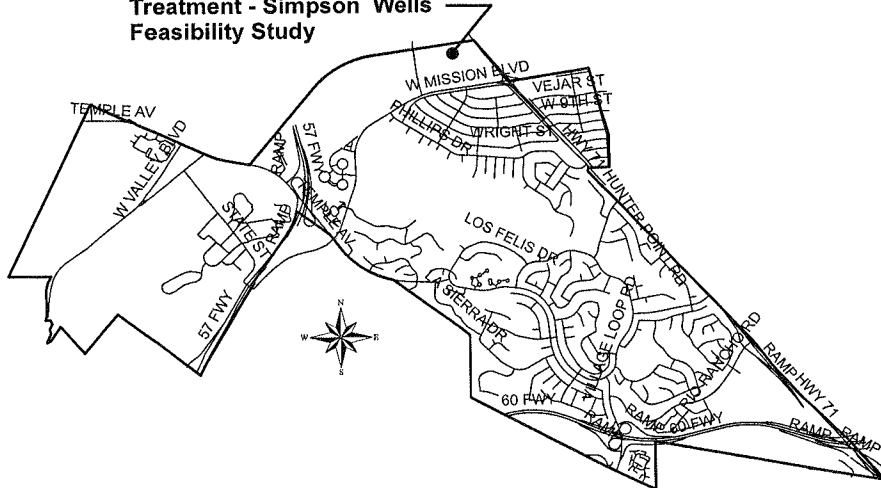 Treatment - Simpson Wells
Feasibility Study
W MISSION BLVD
VEJAR ST
W 9TH ST
TEMPLE AV
PHILLIPS DR
WRIGHT ST
HWY 71
57 FWY
RAMP
W VALLEY BLVD
HUNTER POINT RD
STATE ST
RAMP
TEMPLE AV
LOS FELIS DR
A SIERRA DR
N
W
E
S
57 FWY
VILLAGE LOOP RD
RIO RANCHO RD
RAMP HWY 71
60 FWY
RAMP
RAMP
60 FWY
RAMP
RAMP